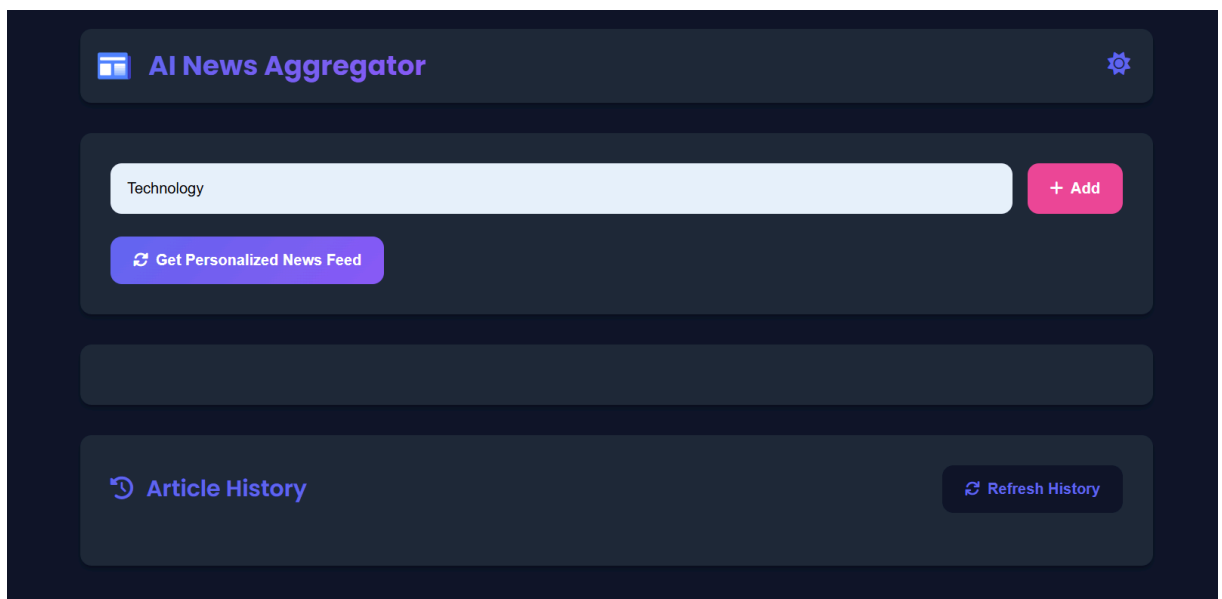 AI News Aggregator
Technology
+ Add
Get Personalized News Feed
Article History
Refresh History